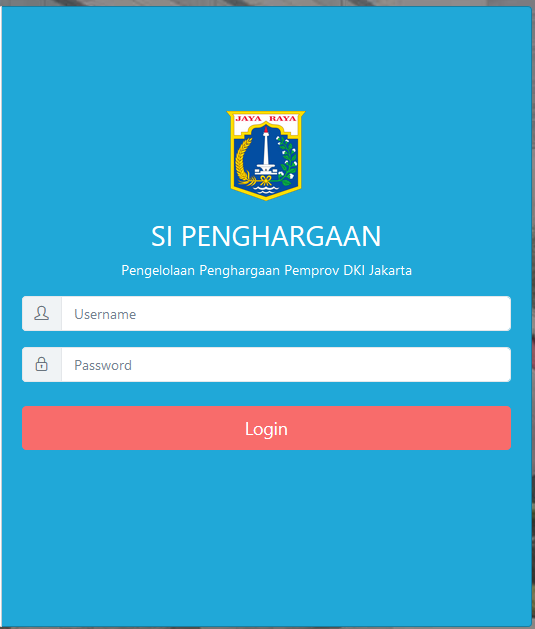 JAYA RAYA
SI PENGHARGAAN
Pengelolaan Penghargaan Pemprov DKI Jakarta
Username
Password
Login